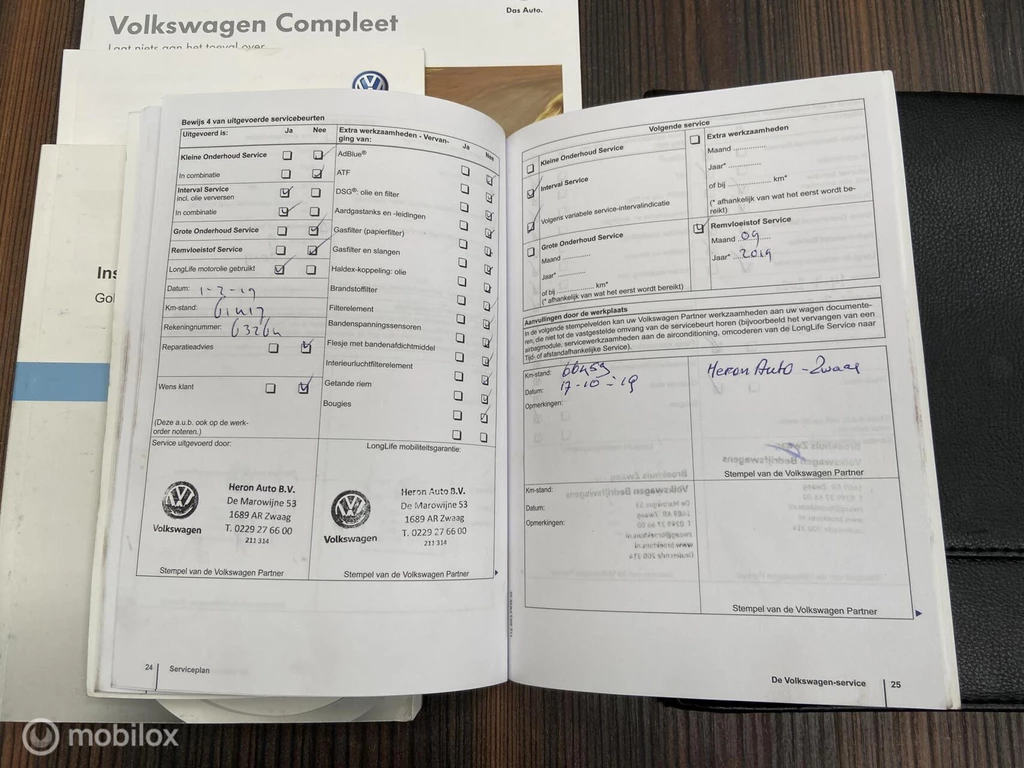 Volkswagen Compleet
Laat niets aan het toeval over
Das Auto.
Ins
Gol
Bewijs 4 van uitgevoerde servicebeurten
Uitgevoerd is: Ja Nee
Kleine Onderhoud Service
In combinatie
Interval Service
incl. olie verversen
In combinatie
Grote Onderhoud Service
Remvloeistof Service
LongLife motorolie gebruikt
Datum: 1-2-19
Km-stand:
Rekeningnummer:
Reparatieadvies
Wens klant
(Deze a.u.b. ook op de werk-
order noteren.)
Service uitgevoerd door:
Volkswagen
Heron Auto B.V.
De Marowijne 53
1689 AR Zwaag
T. 0229 27 66 00
211 314
Stempel van de Volkswagen Partner
Extra werkzaamheden - Vervan-
ging van: Ja Nee
AdBlue®
ATF
DSG®: olie en filter
Aardgastanks en -leidingen
Gasfilter (papierfilter)
Gasfilter en slangen
Haldex-koppeling: olie
Brandstoffilter
Filterelement
Bandenspanningssensoren
Flesje met bandenafdichtmiddel
Interieurluchtfilterelement
Getande riem
Bougies
LongLife mobiliteitsgarantie:
Volkswagen
Heron Auto B.V.
De Marowijne 53
1689 AR Zwaag
T. 0229 27 66 00
211 314
Stempel van de Volkswagen Partner
24 Serviceplan
Volgende service
Kleine Onderhoud Service
Interval Service
Volgens variabele service-intervalindicatie
Grote Onderhoud Service
Maand ..............
Jaar* ..............
of bij .................. km*
(* afhankelijk van wat het eerst wordt bereikt)
Extra werkzaamheden
Maand ..............
Jaar* ..............
of bij .................. km*
(* afhankelijk van wat het eerst wordt be-
reikt)
Remvloeistof Service
Maand 09
Jaar* 2019
Aanvullingen door de werkplaats
In de volgende stempelvelden kan uw Volkswagen Partner werkzaamheden aan uw wagen documente-
ren, die niet tot de vastgestelde omvang van de servicebeurt horen (bijvoorbeeld het vervangen van een
airbagmodule, servicewerkzaamheden aan de airconditioning, omcoderen van de LongLife Service naar
Tijd- of afstandafhankelijke Service).
Km-stand: 66453
Datum: 17-10-19
Opmerkingen:
Heron Auto - Zwaag
Stempel van de Volkswagen Partner
Km-stand:
Datum:
Opmerkingen:
Stempel van de Volkswagen Partner
De Volkswagen-service 25
mobilox